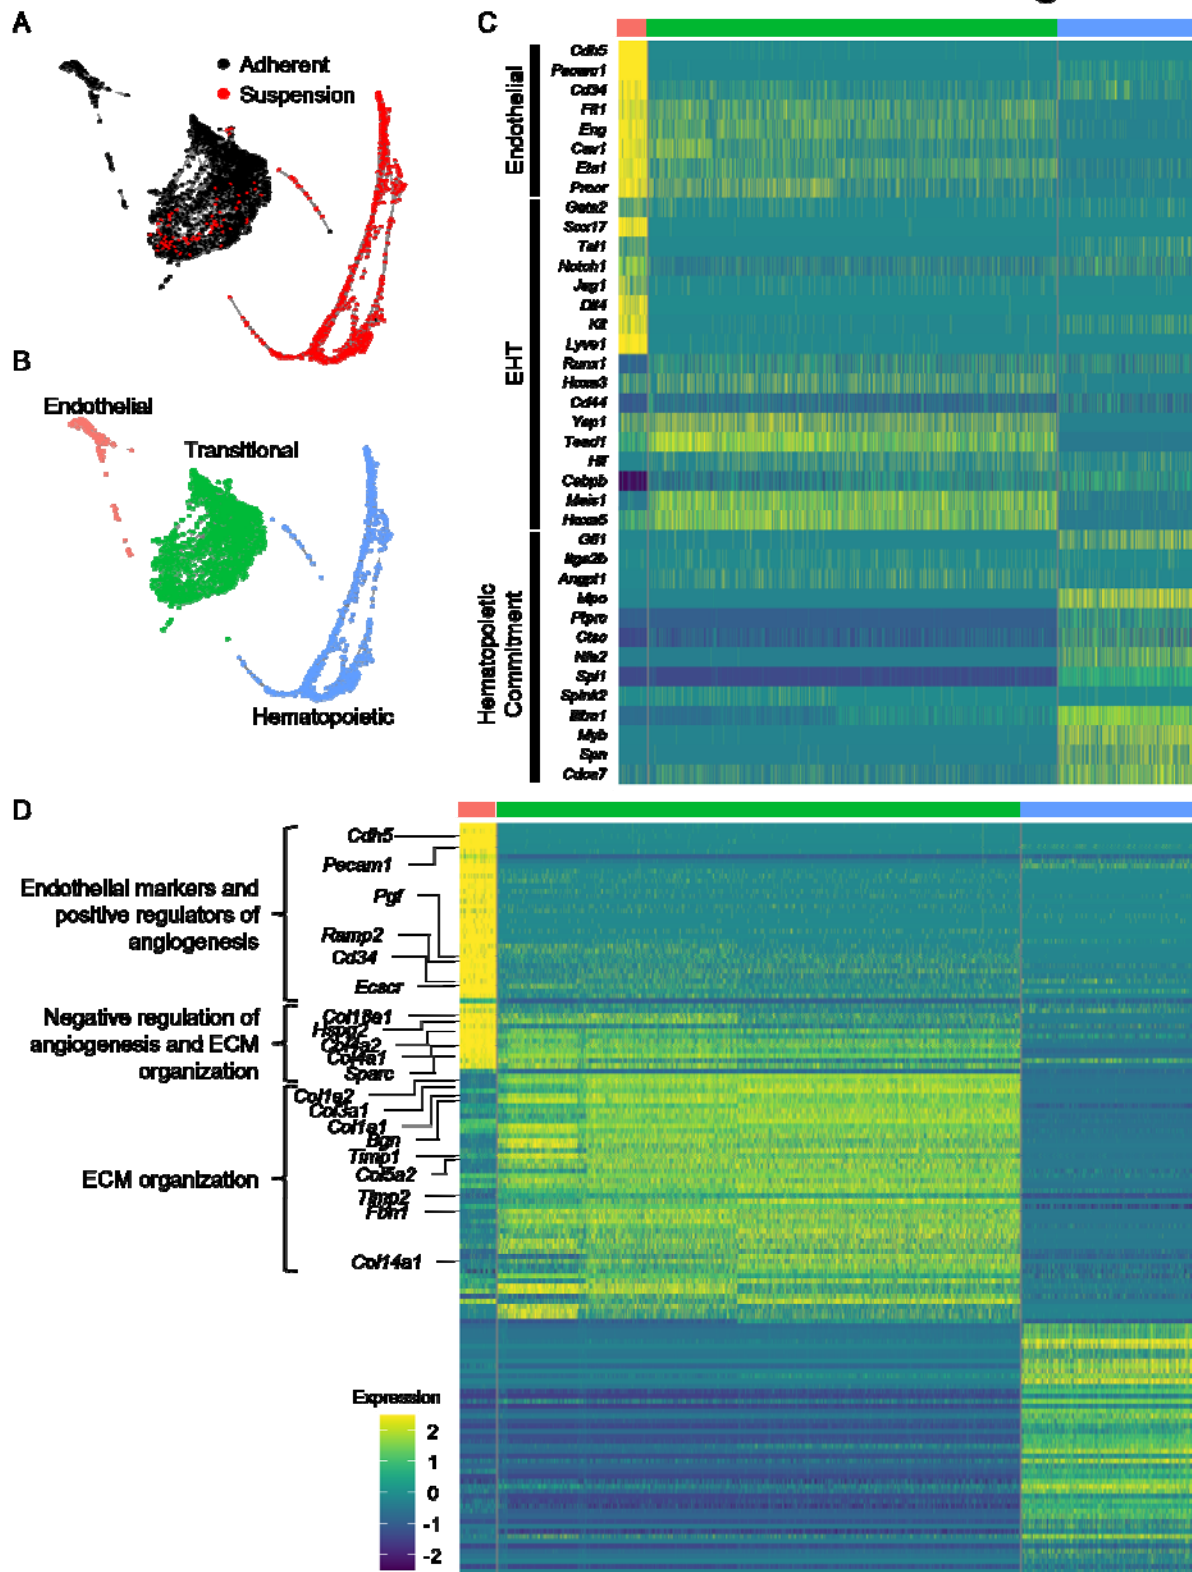 A
Adherent
Suspension
B
Endothelial
Transitional
Hematopoietic
C
Endothelial
Cdh5
Pecam1
Cd34
Flt1
Eng
Cav1
Ets1
Procr
EHT
Gata2
Sox17
Tal1
Notch1
Jag1
Dll4
Kit
Lyve1
Runx1
Hoxa3
Cd44
Yap1
Tead1
Hlf
Cebpb
Meis1
Hoxa5
Hematopoietic
Commitment
Gfi1
Itga2b
Angpt1
Mpo
Ptprc
Ctsc
Nfe2
Spi1
Spink2
Myb
Spn
Cdca7
D
Endothelial markers and
positive regulators of
angiogenesis
Cdh5
Pecam1
Pgf
Ramp2
Cd34
Ecscr
Negative regulation of
angiogenesis and ECM
organization
Hspg2
Col4a2
Col4a1
Sparc
ECM organization
Col1a2
Col3a1
Col1a1
Bgn
Timp1
Col5a2
Timp2
Fbn1
Col14a1
Expression
2
1
0
-1
-2